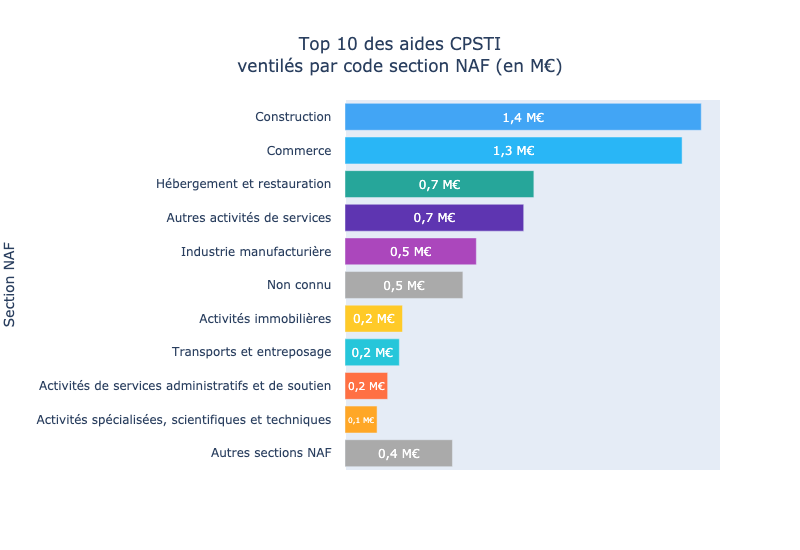 Top 10 des aides CPSTI
ventilés par code section NAF (en M€)
Section NAF
Construction 1,4 M€
Commerce 1,3 M€
Hébergement et restauration 0,7 M€
Autres activités de services 0,7 M€
Industrie manufacturière 0,5 M€
Non connu 0,5 M€
Activités immobilières 0,2 M€
Transports et entreposage 0,2 M€
Activités de services administratifs et de soutien 0,2 M€
Activités spécialisées, scientifiques et techniques 0,1 M€
Autres sections NAF 0,4 M€